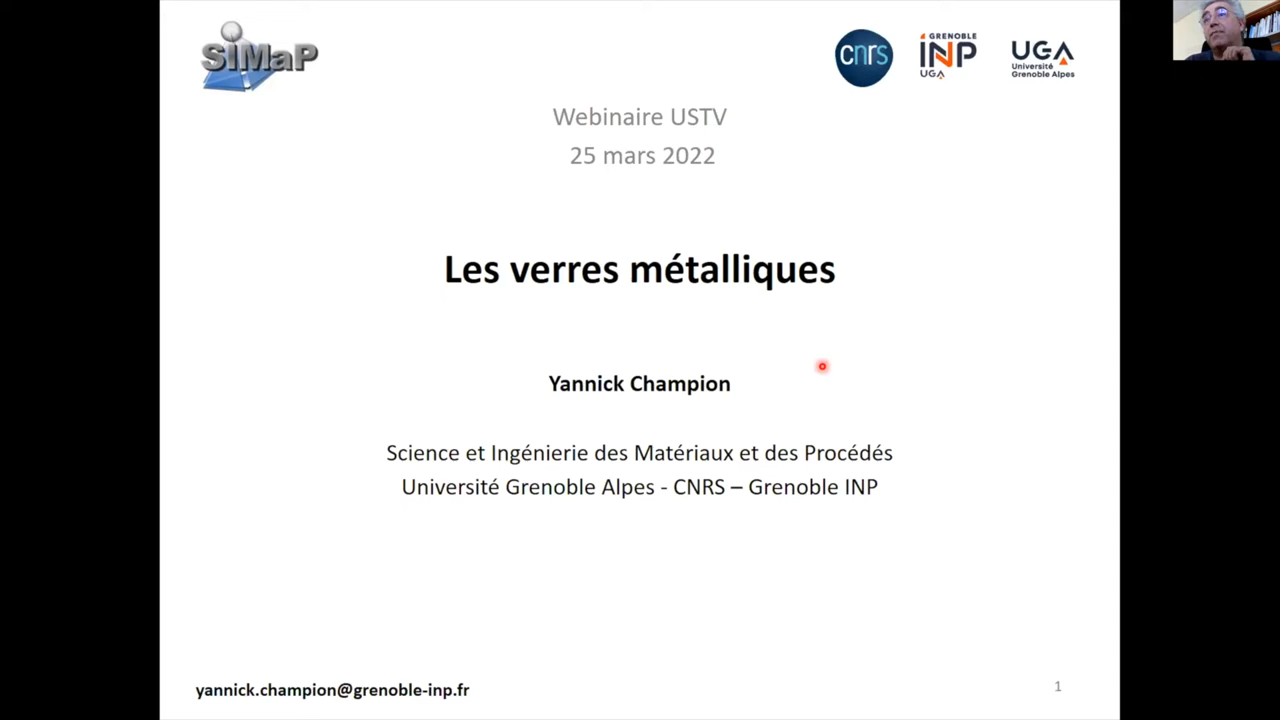 SIMaP
cnrs
GRENOBLE
INP
UGA
UGA
Université
Grenoble Alpes
Webinaire USTV
25 mars 2022
Les verres métalliques
Yannick Champion
Science et Ingénierie des Matériaux et des Procédés
Université Grenoble Alpes - CNRS – Grenoble INP
yannick.champion@grenoble-inp.fr
1